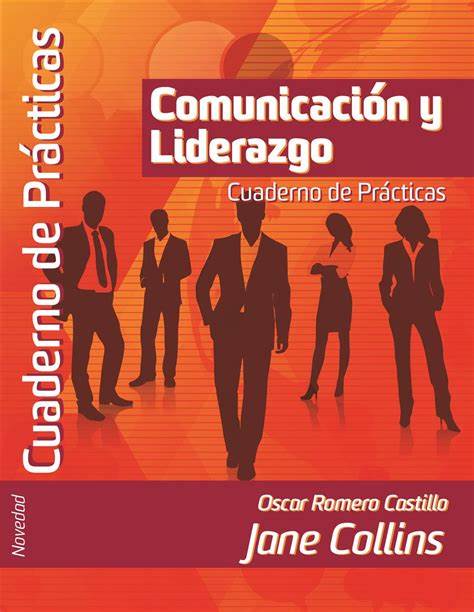 Cuaderno de Prácticas
Novedad
Comunicación y
Liderazgo
Cuaderno de Prácticas
Oscar Romero Castillo
Jane Collins